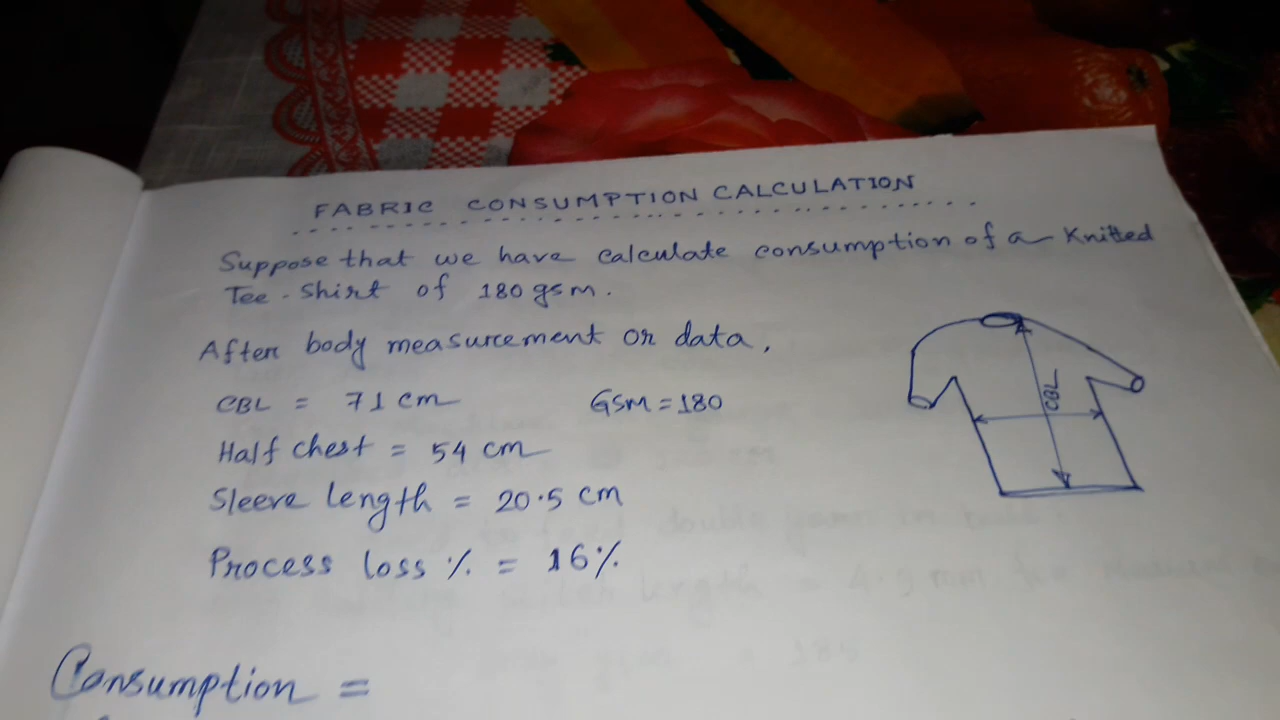 FABRIC CONSUMPTION CALCULATION
Suppose that we have calculate consumption of a Knitted
Tee-Shirt of 180 gsm.
After body measurement or data,
CBL = 71 cm GSM = 180
Half chest = 54 cm
Sleeve length = 20.5 cm
Process loss % = 16%
CBL
Consumption =